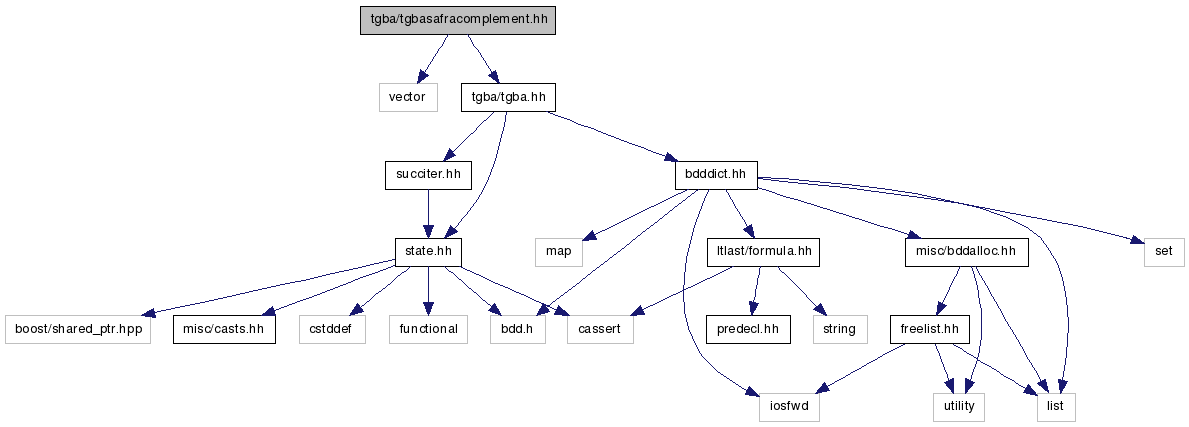 tgba/tgbasafracomplement.hh
vector
tgba/tgba.hh
succiter.hh
bdddict.hh
state.hh
map
ltlast/formula.hh
misc/bddalloc.hh
set
boost/shared_ptr.hpp
misc/casts.hh
cstddef
functional
bdd.h
cassert
predecl.hh
string
freelist.hh
iosfwd
utility
list